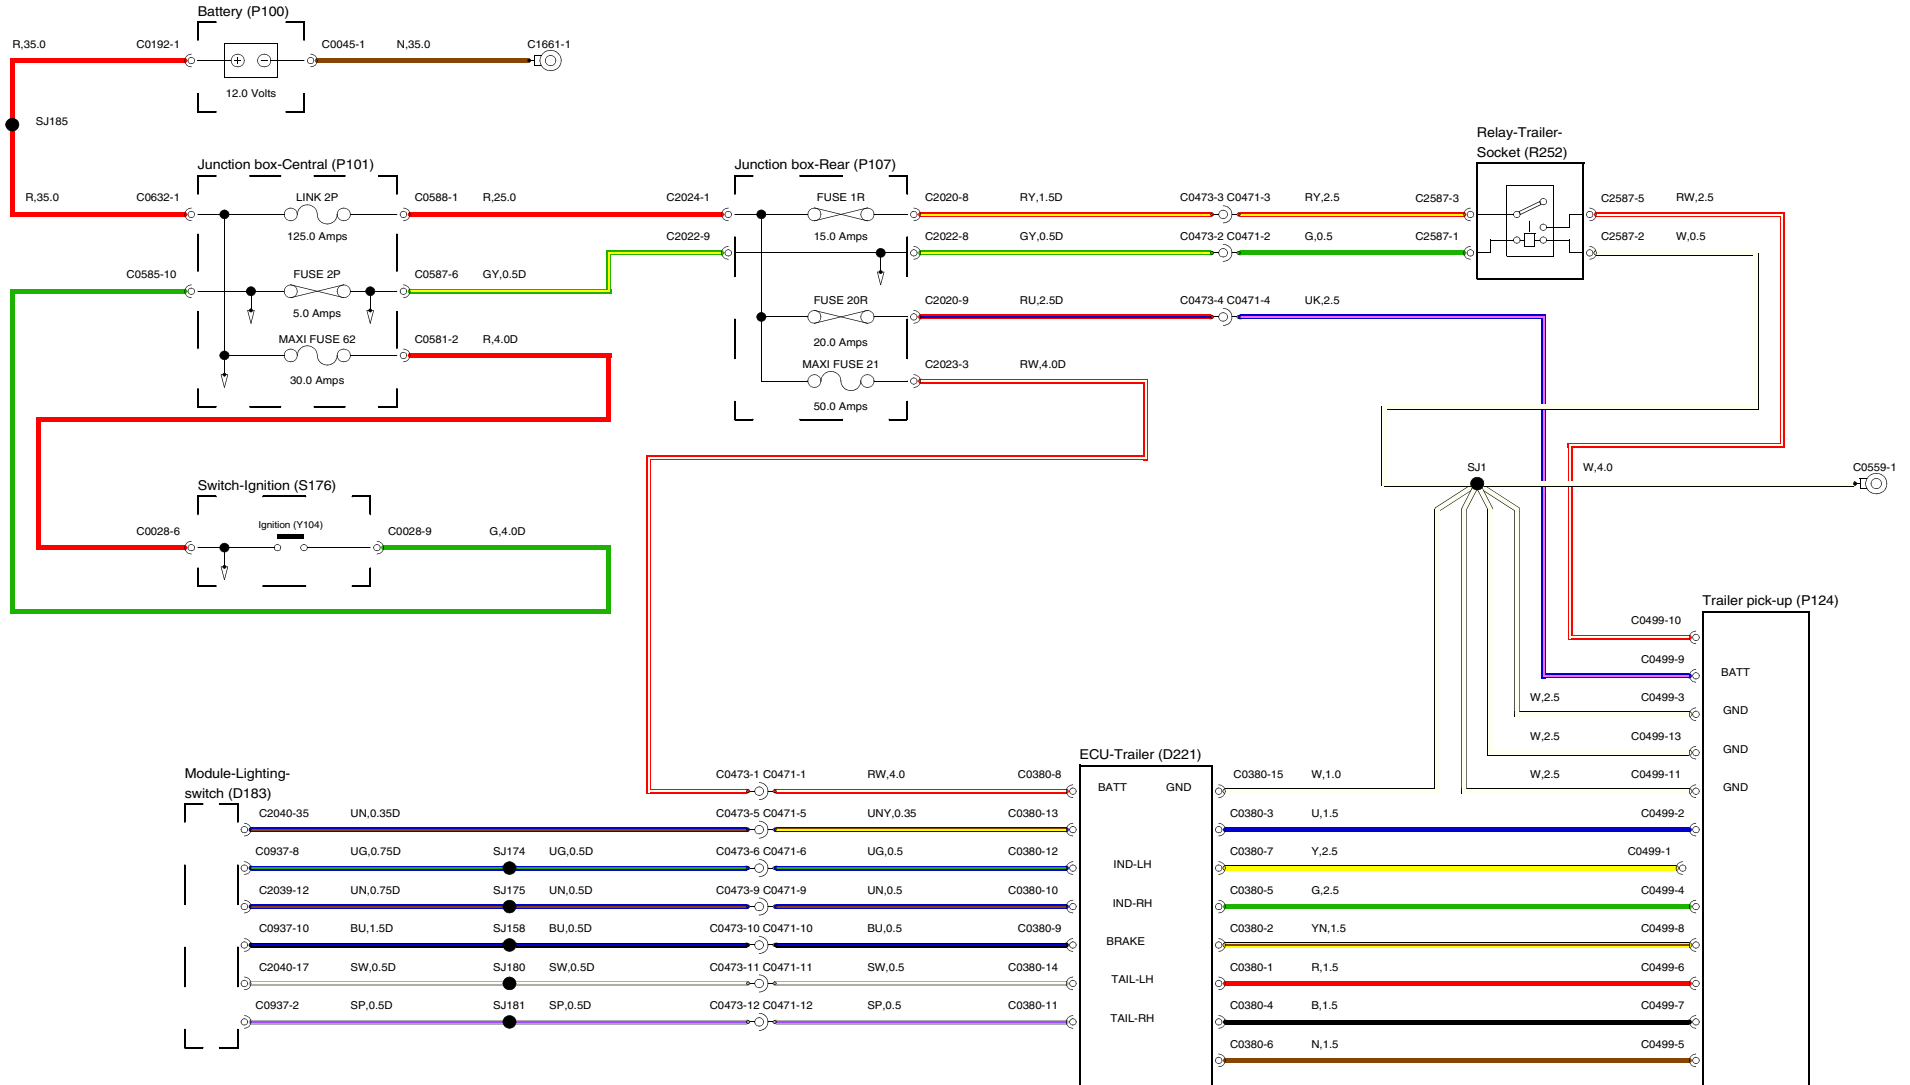 Battery (P100)
R,35.0 C0192-1 C0045-1 N,35.0 C1661-1
12.0 Volts
SJ185
Relay-Trailer-
Socket (R252)
Junction box-Central (P101) Junction box-Rear (P107)
R,35.0 C0632-1 LINK 2P C0588-1 R,25.0 C2024-1 FUSE 1R C2020-8 RY,1.5D C0473-3 C0471-3 RY,2.5 C2587-3 C2587-5 RW,2.5
125.0 Amps C2022-9 15.0 Amps C2022-8 GY,0.5D C0473-2 C0471-2 G,0.5 C2587-1 C2587-2 W,0.5
C0585-10 FUSE 2P C0587-6 GY,0.5D
5.0 Amps FUSE 20R C2020-9 RU,2.5D C0473-4 C0471-4 UK,2.5
MAXI FUSE 62 C0581-2 R,4.0D 20.0 Amps
30.0 Amps MAXI FUSE 21 C2023-3 RW,4.0D
50.0 Amps
SJ1 W,4.0 C0559-1
Switch-Ignition (S176)
C0028-6 Ignition (Y104) C0028-9 G,4.0D
Trailer pick-up (P124)
C0499-10
C0499-9 BATT
W,2.5 C0499-3 GND
W,2.5 C0499-13 GND
ECU-Trailer (D221)
Module-Lighting-
switch (D183)
C0473-1 C0471-1 RW,4.0 C0380-8 BATT GND C0380-15 W,1.0 W,2.5 C0499-11 GND
C2040-35 UN,0.35D C0473-5 C0471-5 UNY,0.35 C0380-13 C0380-3 U,1.5 C0499-2
C0937-8 UG,0.75D SJ174 UG,0.5D C0473-6 C0471-6 UG,0.5 C0380-12 IND-LH C0380-7 Y,2.5 C0499-1
C2039-12 UN,0.75D SJ175 UN,0.5D C0473-9 C0471-9 UN,0.5 C0380-10 IND-RH C0380-5 G,2.5 C0499-4
C0937-10 BU,1.5D SJ158 BU,0.5D C0473-10 C0471-10 BU,0.5 C0380-9 BRAKE C0380-2 YN,1.5 C0499-8
C2040-17 SW,0.5D SJ180 SW,0.5D C0473-11 C0471-11 SW,0.5 C0380-14 TAIL-LH C0380-1 R,1.5 C0499-6
C0937-2 SP,0.5D SJ181 SP,0.5D C0473-12 C0471-12 SP,0.5 C0380-11 TAIL-RH C0380-4 B,1.5 C0499-7
C0380-6 N,1.5 C0499-5